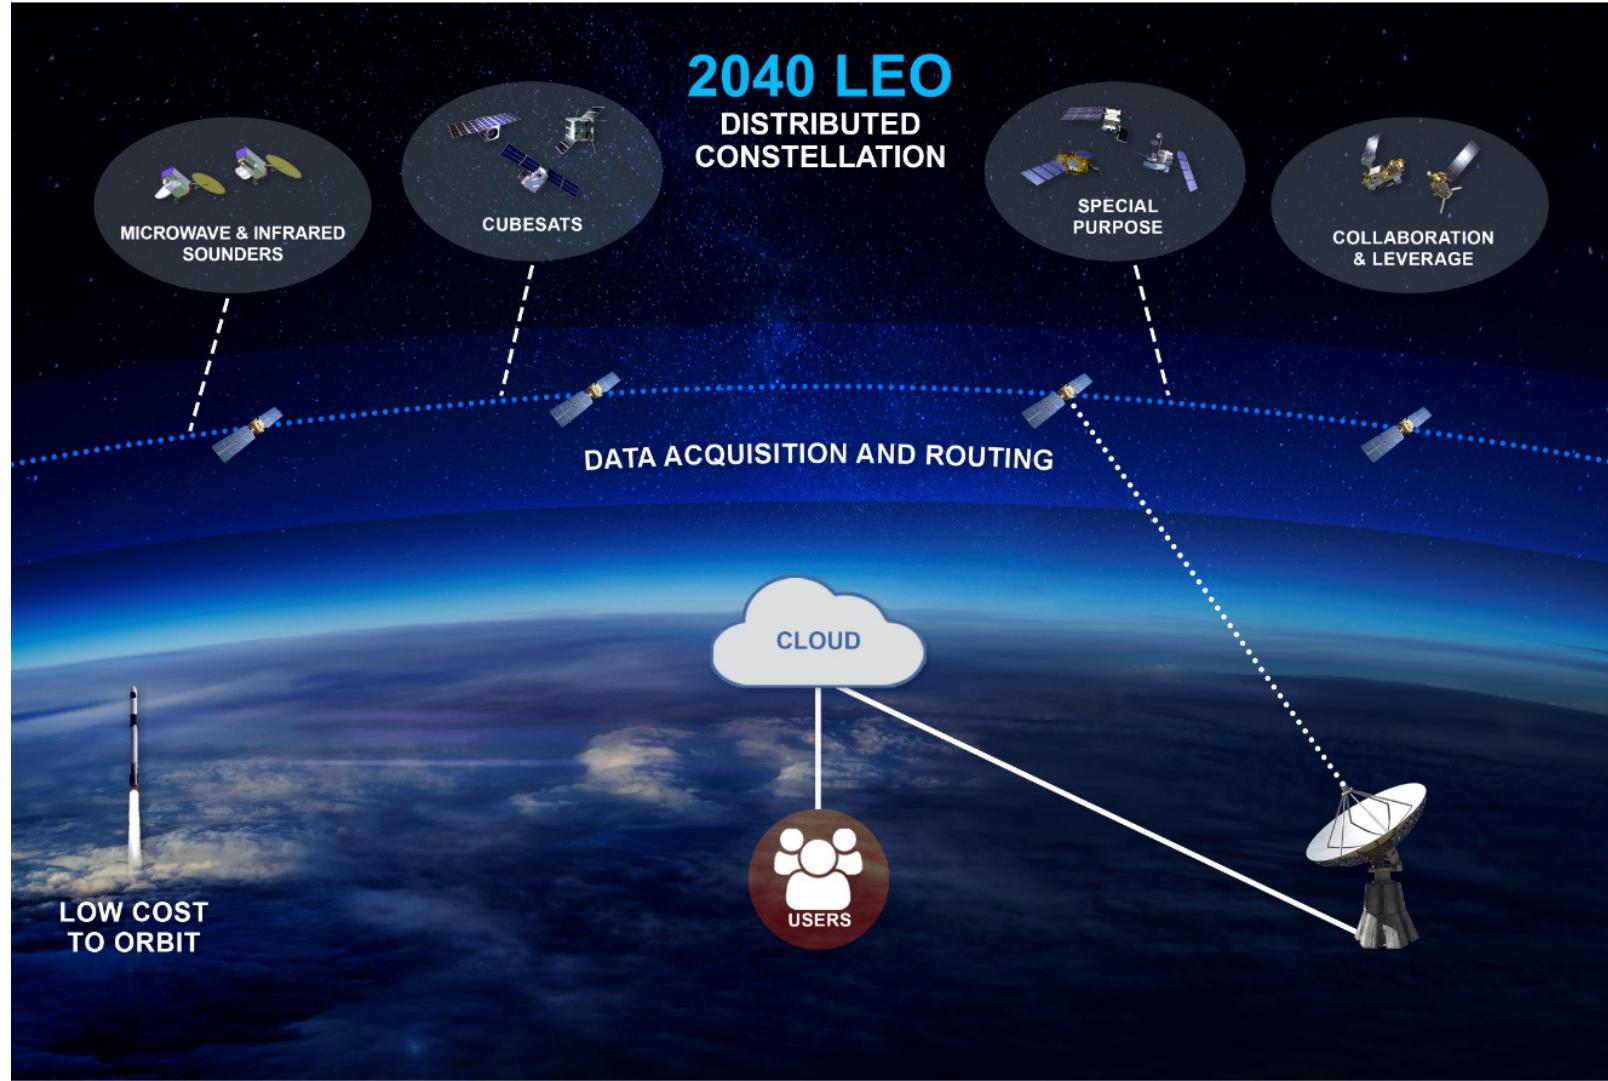 2040 LEO
DISTRIBUTED
CONSTELLATION
MICROWAVE & INFRARED
SOUNDERS
CUBESATS
SPECIAL
PURPOSE
COLLABORATION
& LEVERAGE
DATA ACQUISITION AND ROUTING
CLOUD
USERS
LOW COST
TO ORBIT